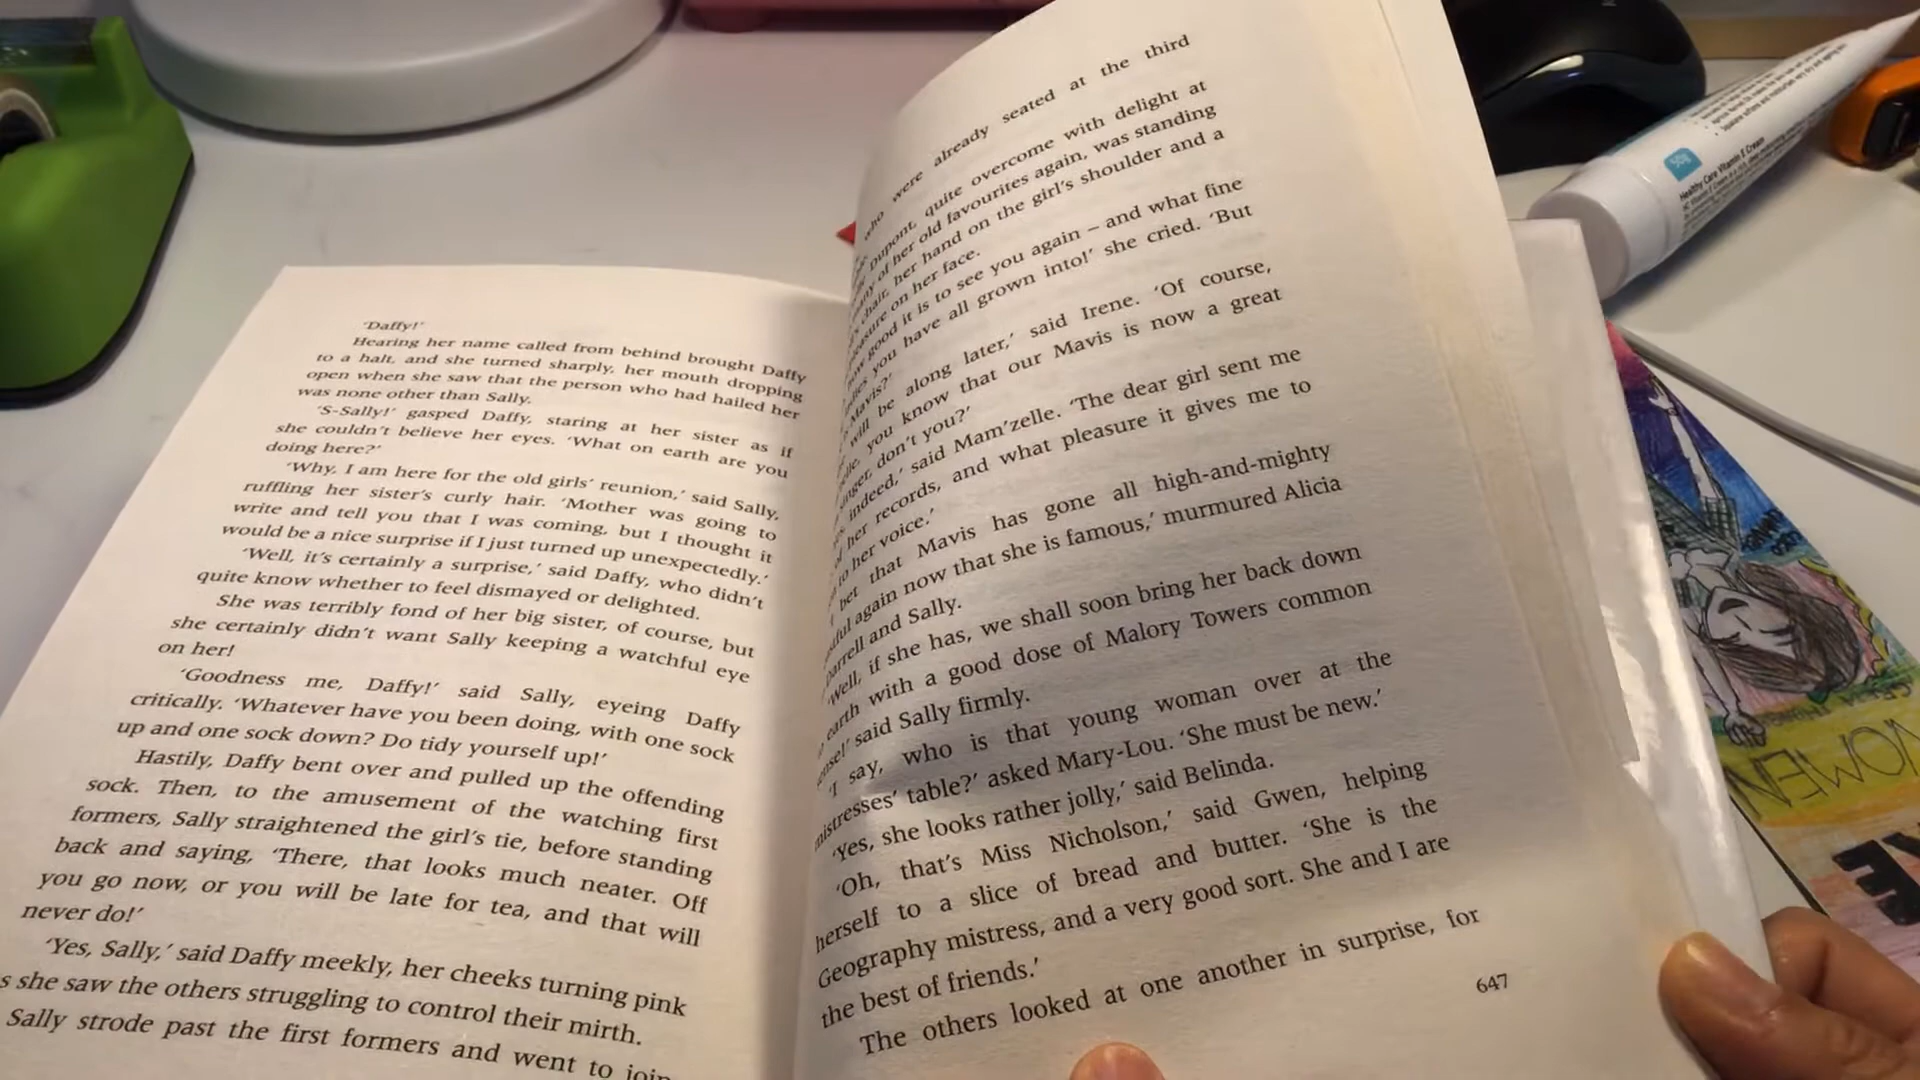 'Daffy!'
Hearing her name called from behind brought Daffy
to a halt, and she turned sharply, her mouth dropping
open when she saw that the person who had hailed her
was none other than Sally.
'S-Sally!' gasped Daffy, staring at her sister as if
she couldn't believe her eyes. 'What on earth are you
doing here?'
'Why, I am here for the old girls' reunion,' said Sally,
ruffling her sister's curly hair. 'Mother was going to
write and tell you that I was coming, but I thought it
would be a nice surprise if I just turned up unexpectedly.'
'Well, it's certainly a surprise,' said Daffy, who didn't
quite know whether to feel dismayed or delighted.
She was terribly fond of her big sister, of course, but
she certainly didn't want Sally keeping a watchful eye
on her!
'Goodness me, Daffy!' said Sally, eyeing Daffy
critically. 'Whatever have you been doing, with one sock
up and one sock down? Do tidy yourself up!'
Hastily, Daffy bent over and pulled up the offending
sock. Then, to the amusement of the watching first
formers, Sally straightened the girl's tie, before standing
back and saying, 'There, that looks much neater. Off
you go now, or you will be late for tea, and that will
never do!'
'Yes, Sally,' said Daffy meekly, her cheeks turning pink
s she saw the others struggling to control their mirth.
Sally strode past the first formers and went to join
who were already seated at the third
Dupont, quite overcome with delight at
any of her old favourites again, was standing
chair, her hand on the girl's shoulder and a
pleasure on her face.
how good it is to see you again – and what fine
ladies you have all grown into!' she cried. 'But
Mavis?'
will be along later,' said Irene. 'Of course,
you know that our Mavis is now a great
singer, don't you?'
indeed,' said Mam'zelle. 'The dear girl sent me
of her records, and what pleasure it gives me to
to her voice.'
bet that Mavis has gone all high-and-mighty
again now that she is famous,' murmured Alicia
Darrell and Sally.
'Well, if she has, we shall soon bring her back down
earth with a good dose of Malory Towers common
ense!' said Sally firmly.
'I say, who is that young woman over at the
mistresses' table?' asked Mary-Lou. 'She must be new.'
'Yes, she looks rather jolly,' said Belinda.
'Oh, that's Miss Nicholson,' said Gwen, helping
herself to a slice of bread and butter. 'She is the
Geography mistress, and a very good sort. She and I are
the best of friends.'
The others looked at one another in surprise, for
647
50g
Healthy Care Vitamin E Cream
WOMEN